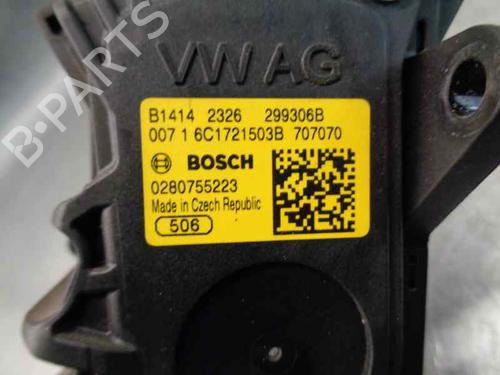 B-PARTS
VW AG
B1414 2326 299306B
007 1 6C1721503B 707070
BOSCH
0280755223
Made in Czech Republic
506